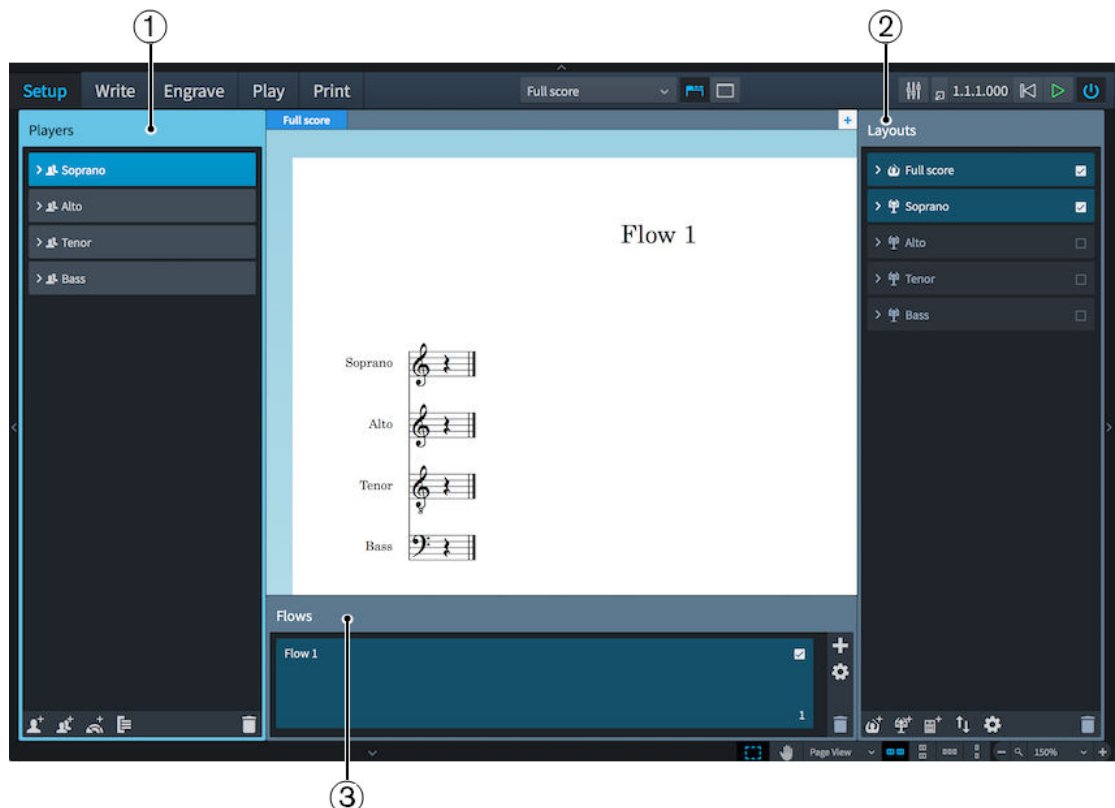 1
2
Setup Write Engrave Play Print Full score 1.1.1.000
Players
Full score
Layouts
Soprano
Alto
Tenor
Bass
Flow 1
Soprano
Alto
Tenor
8
Bass
Full score
Soprano
Alto
Tenor
Bass
Flows
Flow 1
1
Page View 150%
3